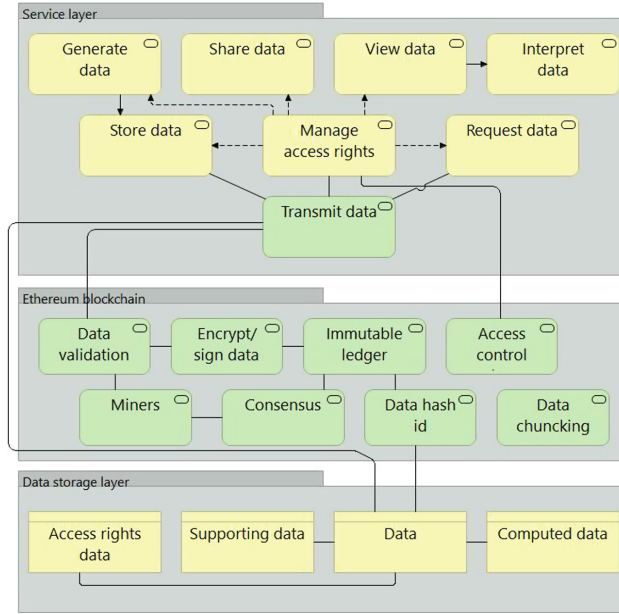 Service layer
Generate
data
Share data
View data
Interpret
data
Store data
Manage
access rights
Request data
Transmit data
Ethereum blockchain
Data
validation
Encrypt/
sign data
Immutable
ledger
Access
control
Miners
Consensus
Data hash
id
Data
chuncking
Data storage layer
Access rights
data
Supporting data
Data
Computed data